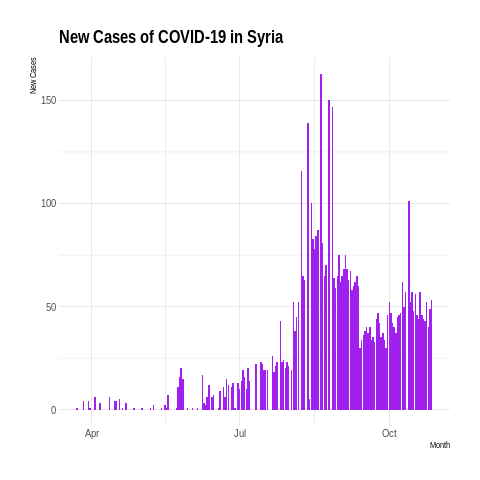 New Cases of COVID-19 in Syria
New Cases
150
100
50
0
Apr
Jul
Oct
Month